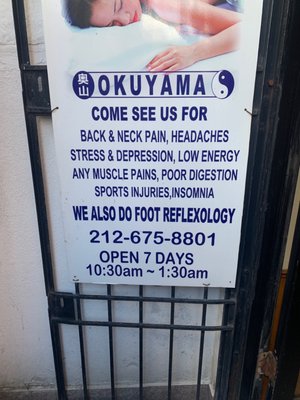 奥山 OKUYAMA
COME SEE US FOR
BACK & NECK PAIN, HEADACHES
STRESS & DEPRESSION, LOW ENERGY
ANY MUSCLE PAINS, POOR DIGESTION
SPORTS INJURIES,INSOMNIA
WE ALSO DO FOOT REFLEXOLOGY
212-675-8801
OPEN 7 DAYS
10:30am ~ 1:30am